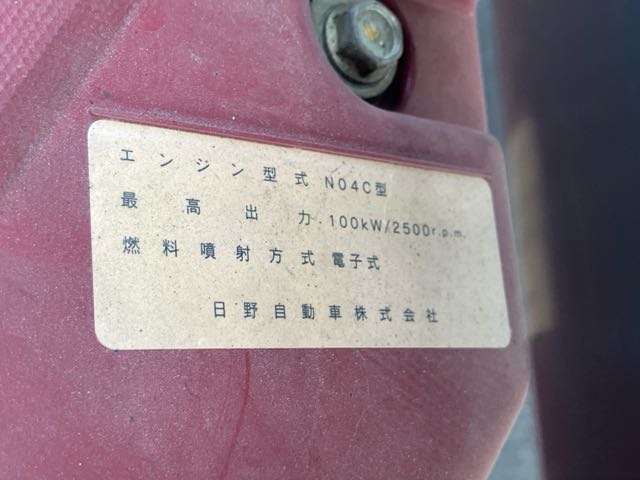 エンジン型式 N04C型
最高出力 100kW/2500r.p.m.
燃料噴射方式 電子式
日野自動車株式会社